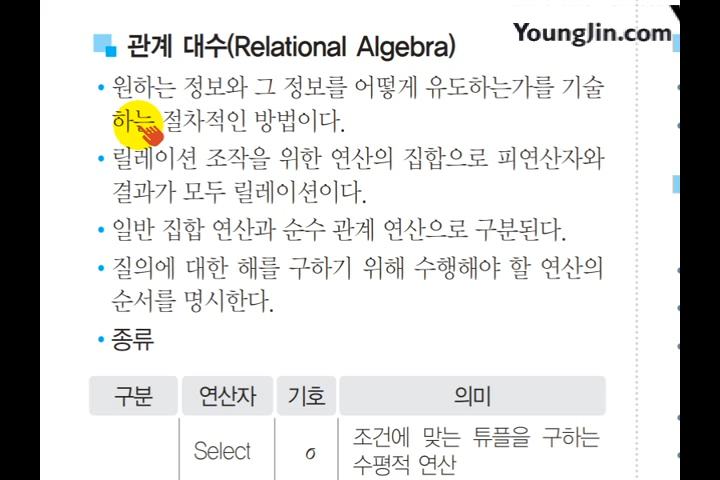 YoungJin.com
관계 대수(Relational Algebra)
• 원하는 정보와 그 정보를 어떻게 유도하는가를 기술
하는 절차적인 방법이다.
• 릴레이션 조작을 위한 연산의 집합으로 피연산자와
결과가 모두 릴레이션이다.
• 일반 집합 연산과 순수 관계 연산으로 구분된다.
• 질의에 대한 해를 구하기 위해 수행해야 할 연산의
순서를 명시한다.
• 종류
구분 연산자 기호 의미
Select σ 조건에 맞는 튜플을 구하는
수평적 연산